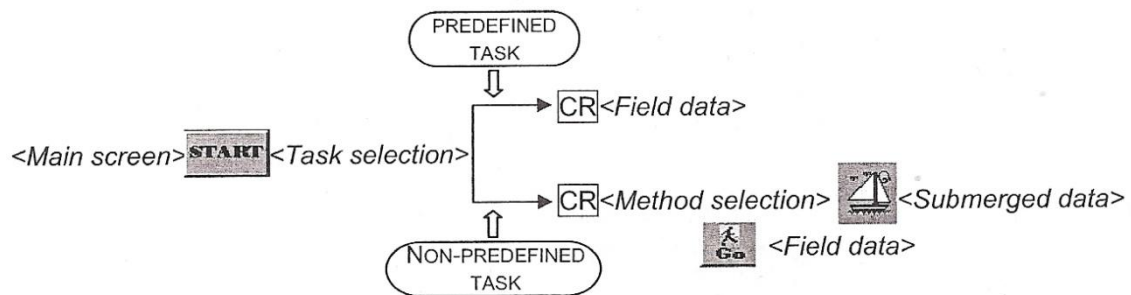 PREDEFINED
TASK
CR <Field data>
<Main screen> START <Task selection>
CR <Method selection> <Submerged data>
Go <Field data>
NON-PREDEFINED
TASK